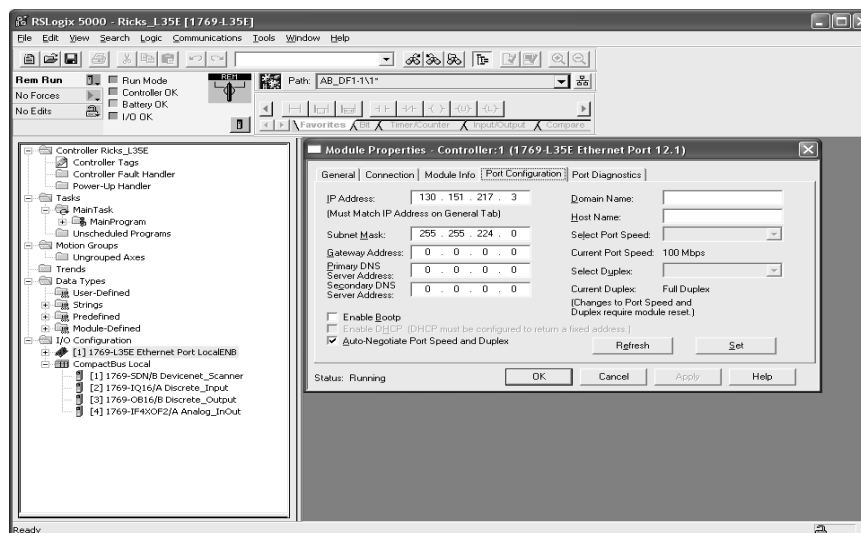 RSLogix 5000 - Ricks_L35E [1769-L35E]
File Edit View Search Logic Communications Tools Window Help
Rem Run
No Forces
No Edits
Run Mode
Controller OK
Battery OK
I/O OK
REM
Path: AB_DF1-1\1*
Favorites Bit Timer/Counter Input/Output Compare
Controller Ricks_L35E
Controller Tags
Controller Fault Handler
Power-Up Handler
Tasks
MainTask
MainProgram
Unscheduled Programs
Motion Groups
Ungrouped Axes
Trends
Data Types
User-Defined
Strings
Predefined
Module-Defined
I/O Configuration
[1] 1769-L35E Ethernet Port LocalENB
CompactBus Local
[1] 1769-SDN/B Devicenet_Scanner
[2] 1769-IQ16/A Discrete_Input
[3] 1769-OB16/B Discrete_Output
[4] 1769-IF4XOF2/A Analog_InOut
Module Properties - Controller:1 (1769-L35E Ethernet Port 12.1)
General Connection Module Info Port Configuration Port Diagnostics
IP Address: 130 . 151 . 217 . 3
(Must Match IP Address on General Tab)
Subnet Mask: 255 . 255 . 224 . 0
Gateway Address: 0 . 0 . 0 . 0
Primary DNS
Server Address: 0 . 0 . 0 . 0
Secondary DNS
Server Address: 0 . 0 . 0 . 0
Enable Bootp
Enable DHCP (DHCP must be configured to return a fixed address.)
Auto-Negotiate Port Speed and Duplex
Domain Name:
Host Name:
Select Port Speed:
Current Port Speed: 100 Mbps
Select Duplex:
Current Duplex: Full Duplex
(Changes to Port Speed and
Duplex require module reset.)
Refresh Set
Status: Running
OK Cancel Apply Help
Ready